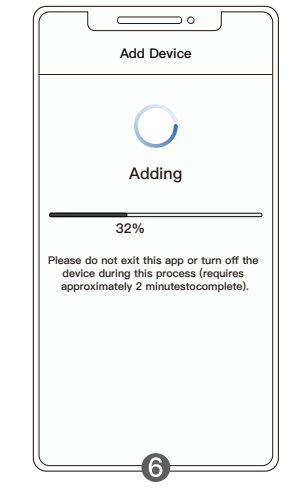 Add Device
Adding
32%
Please do not exit this app or turn off the
device during this process (requires
approximately 2 minutestocomplete).
6